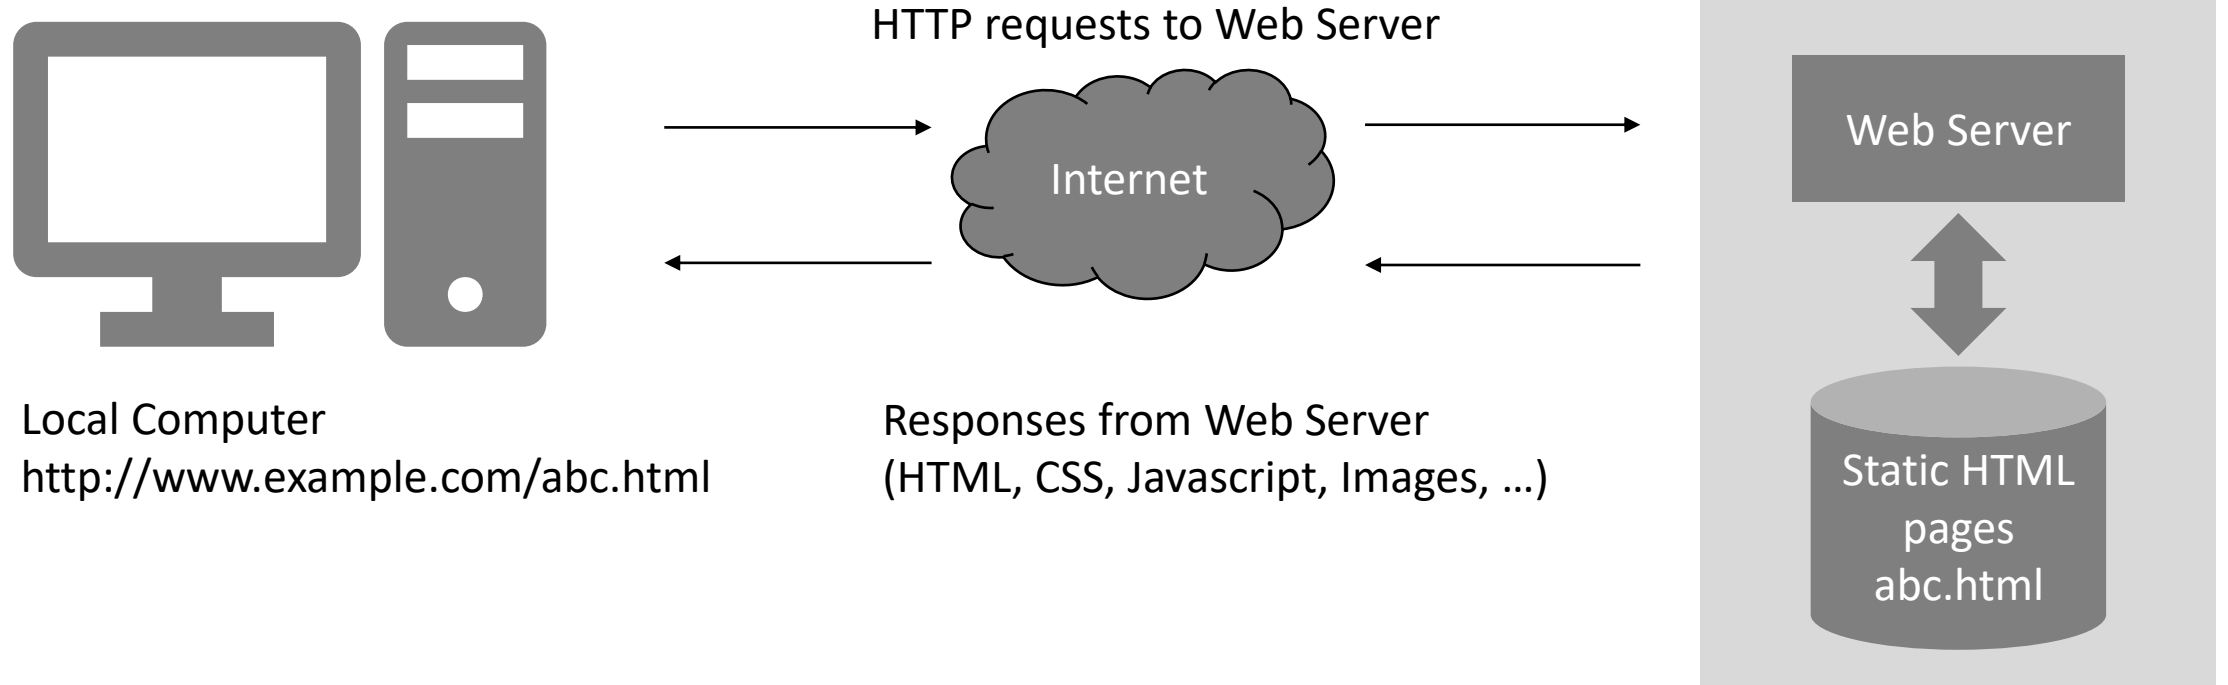 HTTP requests to Web Server
Internet
Web Server
Local Computer
http://www.example.com/abc.html
Responses from Web Server
(HTML, CSS, Javascript, Images, …)
Static HTML
pages
abc.html